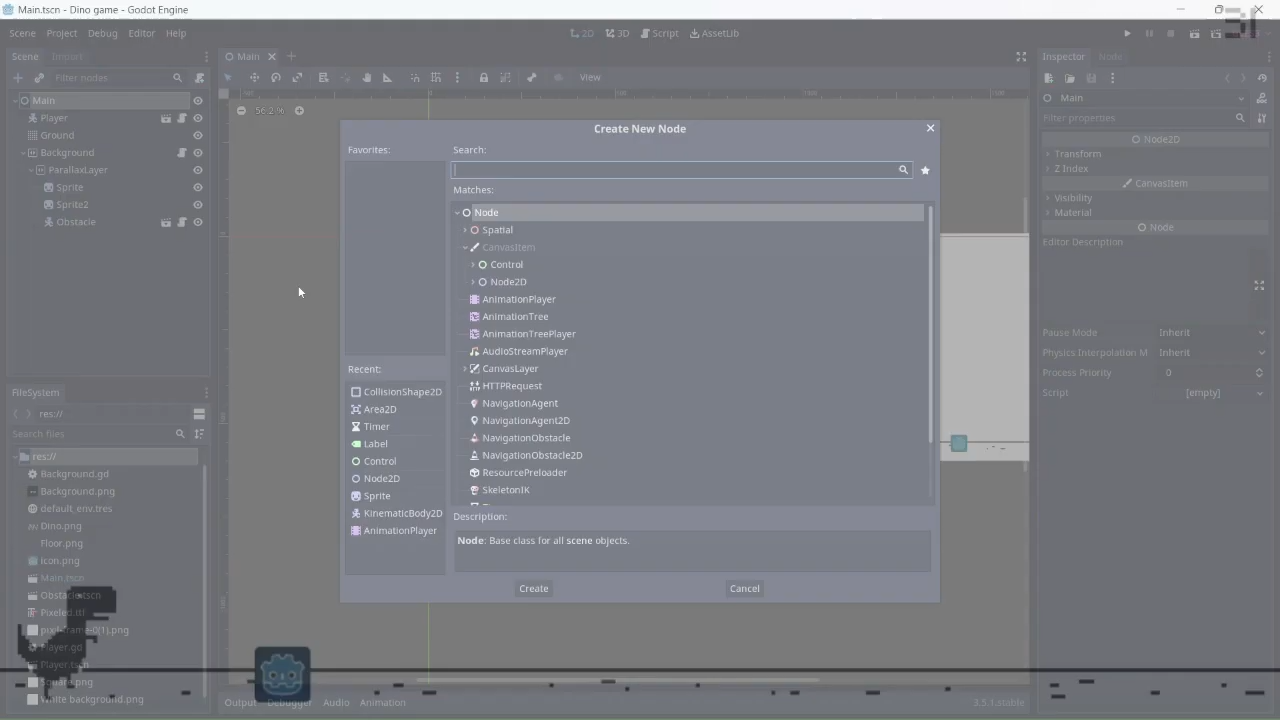 Main.tscn - Dino game - Godot Engine
Scene Project Debug Editor Help
2D 3D Script AssetLib
Scene Import
Filter nodes
Main
Player
Ground
Background
ParallaxLayer
Sprite
Sprite2
Obstacle
FileSystem
res://
Search files
res://
Background.gd
Background.png
default_env.tres
Dino.png
Floor.png
icon.png
Main.tscn
Obstacle.tscn
Player.gd
Player.tscn
Square.png
White background.png
Main
View
56.2 %
Create New Node
Favorites:
Recent:
CollisionShape2D
Area2D
Timer
Label
Control
Node2D
Sprite
KinematicBody2D
AnimationPlayer
Search:
Matches:
Node
Spatial
CanvasItem
Control
Node2D
AnimationPlayer
AnimationTree
AnimationTreePlayer
AudioStreamPlayer
CanvasLayer
HTTPRequest
NavigationAgent
NavigationAgent2D
NavigationObstacle
NavigationObstacle2D
ResourcePreloader
SkeletonIK
Description:
Node: Base class for all scene objects.
Create Cancel
Output Debugger Audio Animation
3.5.1.stable
Inspector Node
Main
Filter properties
Node2D
Transform
Z Index
CanvasItem
Visibility
Material
Node
Editor Description
Pause Mode Inherit
Physics Interpolation M Inherit
Process Priority 0
Script [empty]